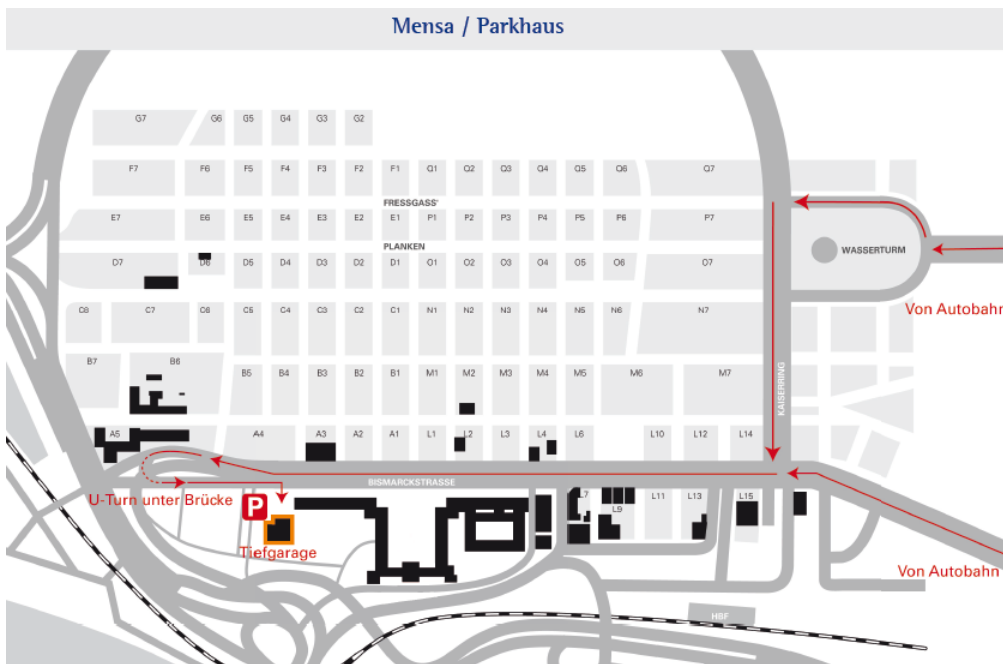 Mensa / Parkhaus
G7 G6 G5 G4 G3 G2
F7 F6 F5 F4 F3 F2 F1 Q1 Q2 Q3 Q4 Q5 Q6 Q7
FRESSGASS'
E7 E6 E5 E4 E3 E2 E1 P1 P2 P3 P4 P5 P6 P7
PLANKEN
WASSERTURM
D7 D6 D5 D4 D3 D2 D1 O1 O2 O3 O4 O5 O6 O7
Von Autobahn
C8 C7 C6 C5 C4 C3 C2 C1 N1 N2 N3 N4 N5 N6 N7
B7 B6 B5 B4 B3 B2 B1 M1 M2 M3 M4 M5 M6 M7
KAISERRING
A5 A4 A3 A2 A1 L1 L2 L3 L4 L6 L10 L12 L14
BISMARCKSTRASSE
U-Turn unter Brücke
L7 L9 L11 L13 L15
P
Tiefgarage
Von Autobahn
HBF